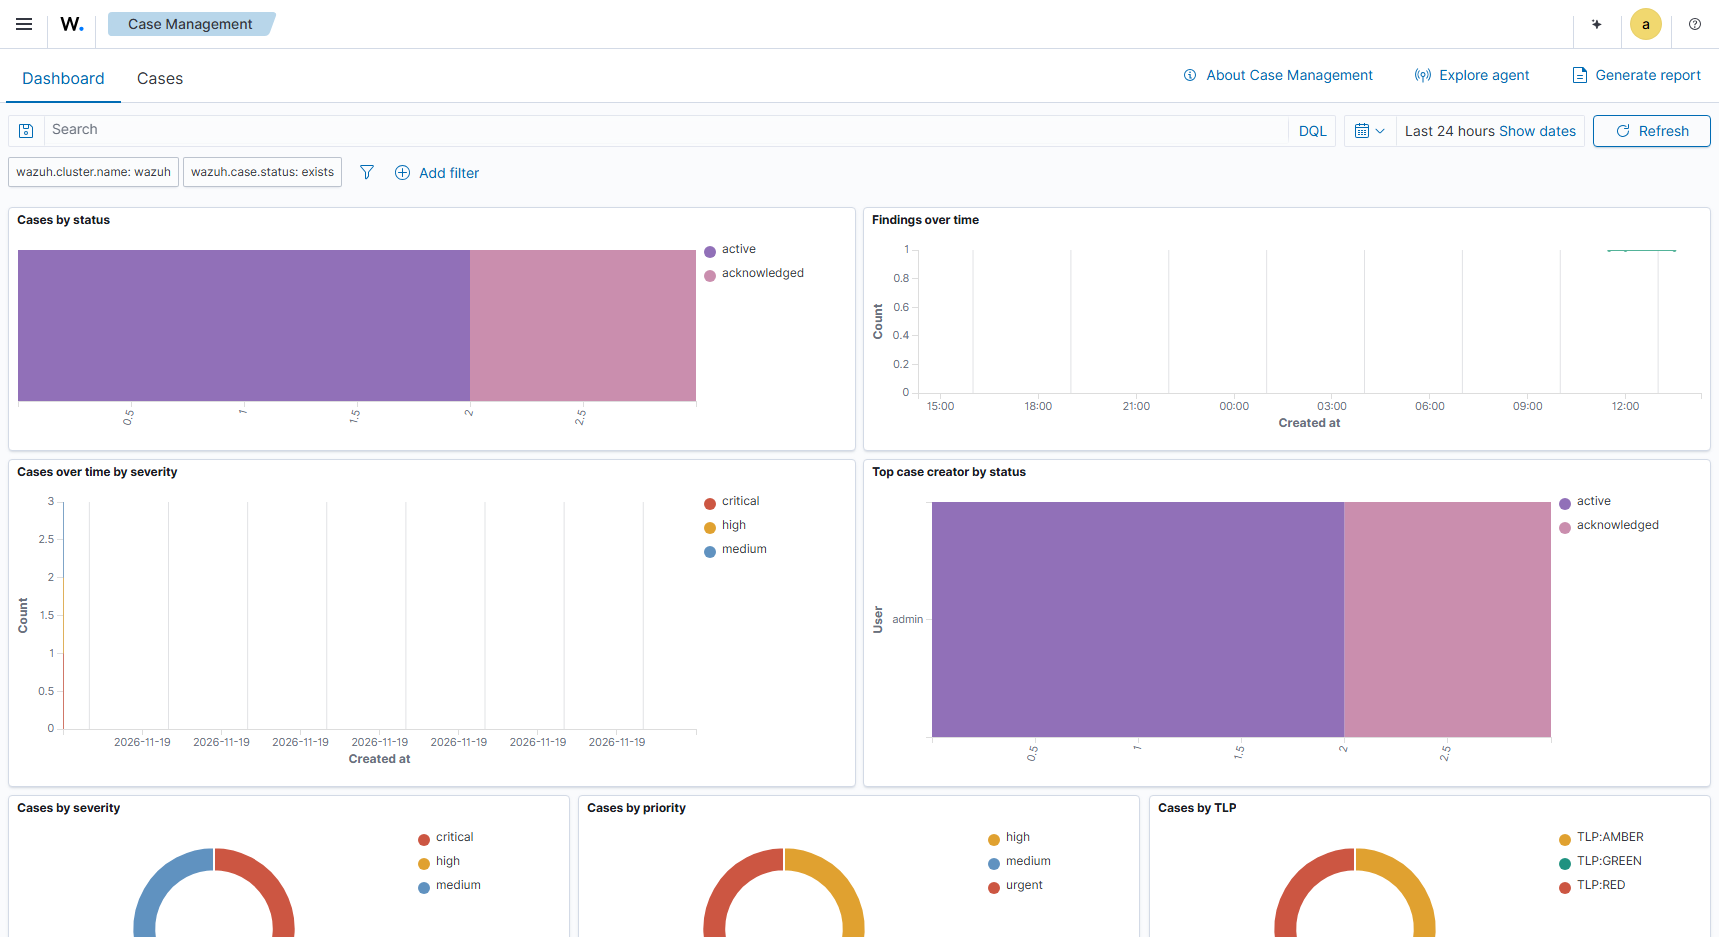 W. Case Management a
Dashboard Cases About Case Management Explore agent Generate report
Search DQL Last 24 hours Show dates Refresh
wazuh.cluster.name: wazuh wazuh.case.status: exists Add filter
Cases by status
active
acknowledged
0.5 1 1.5 2 2.5
Findings over time
1
0.8
0.6
0.4
0.2
0
Count
15:00 18:00 21:00 00:00 03:00 06:00 09:00 12:00
Created at
Cases over time by severity
critical
high
medium
3
2.5
2
1.5
1
0.5
0
Count
2026-11-19 2026-11-19 2026-11-19 2026-11-19 2026-11-19 2026-11-19 2026-11-19
Created at
Top case creator by status
active
acknowledged
User
admin
0.5 1 1.5 2 2.5
Cases by severity
critical
high
medium
Cases by priority
high
medium
urgent
Cases by TLP
TLP:AMBER
TLP:GREEN
TLP:RED